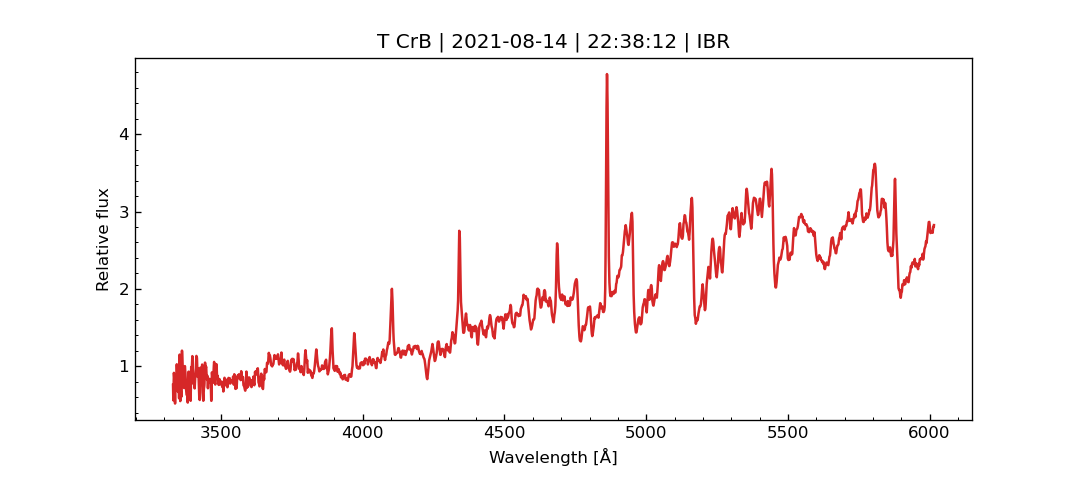 T CrB | 2021-08-14 | 22:38:12 | IBR
Relative flux
4
3
2
1
3500 4000 4500 5000 5500 6000
Wavelength [Å]